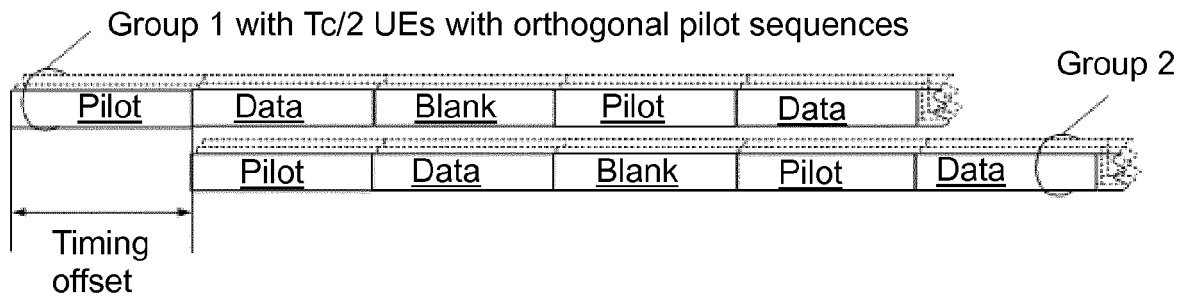 Group 1 with Tc/2 UEs with orthogonal pilot sequences
Group 2
Pilot Data Blank Pilot Data
Pilot Data Blank Pilot Data
Timing
offset